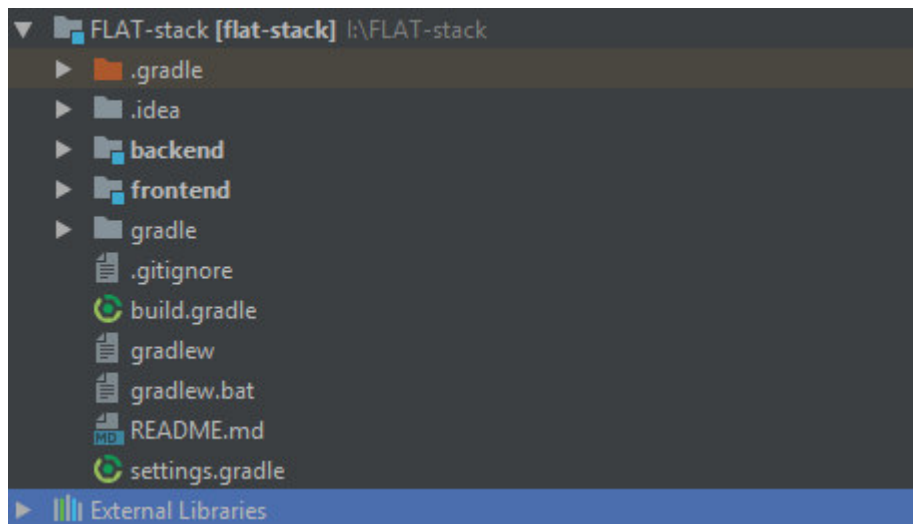 FLAT-stack [flat-stack] I:\FLAT-stack
.gradle
.idea
backend
frontend
gradle
.gitignore
build.gradle
gradlew
gradlew.bat
MD README.md
settings.gradle
External Libraries